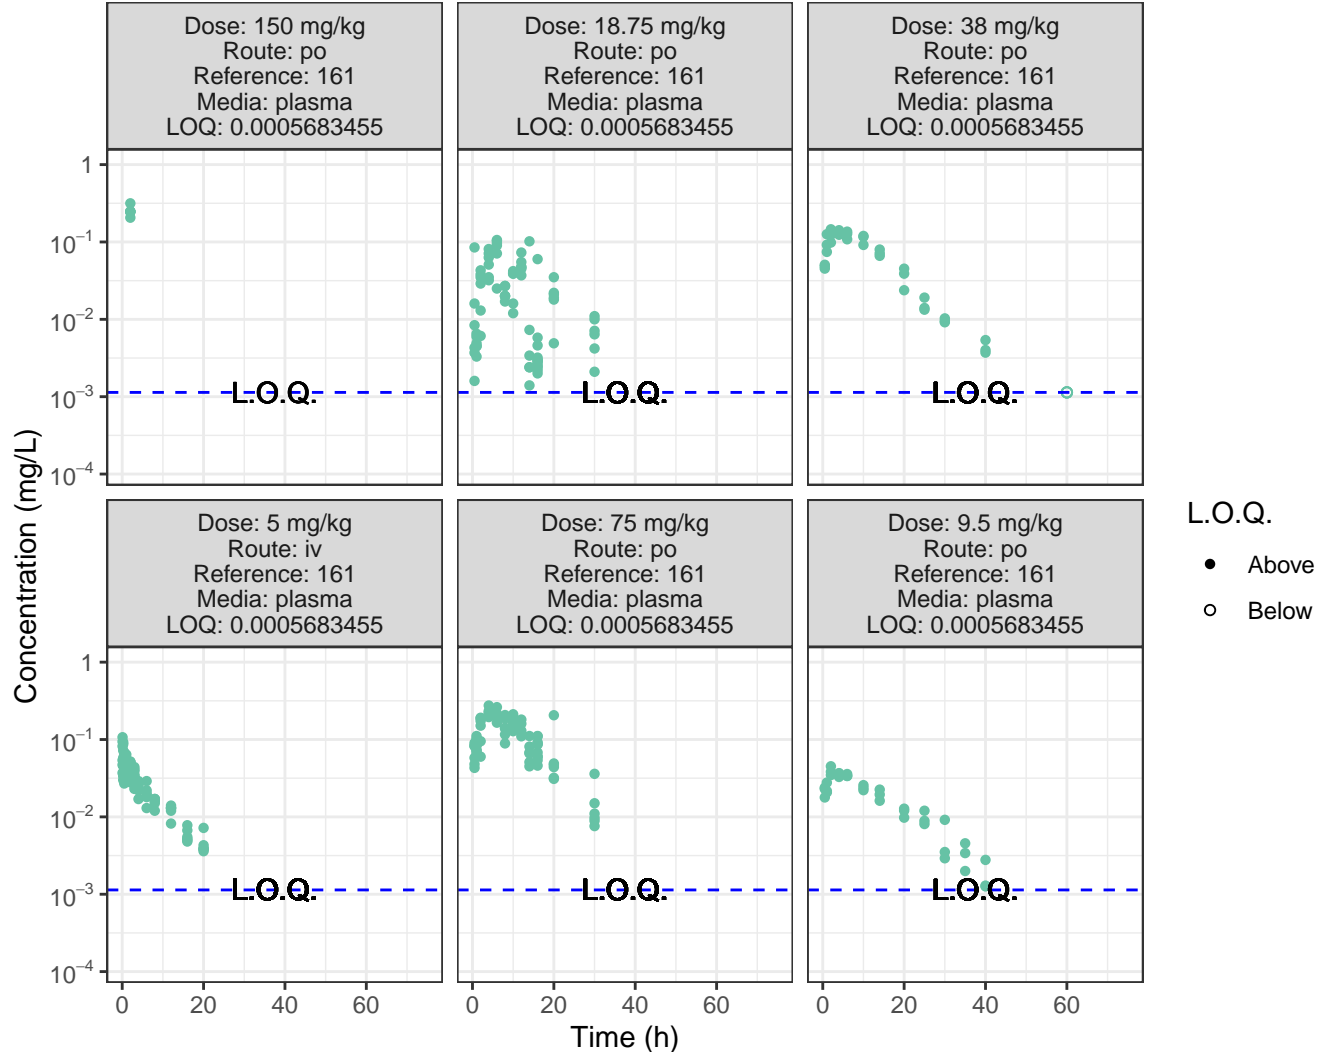 Dose: 150 mg/kg
Route: po
Reference: 161
Media: plasma
LOQ: 0.0005683455
Dose: 18.75 mg/kg
Route: po
Reference: 161
Media: plasma
LOQ: 0.0005683455
Dose: 38 mg/kg
Route: po
Reference: 161
Media: plasma
LOQ: 0.0005683455
1
10⁻¹
10⁻²
10⁻³
10⁻⁴
L.O.Q.
L.O.Q.
L.O.Q.
Dose: 5 mg/kg
Route: iv
Reference: 161
Media: plasma
LOQ: 0.0005683455
Dose: 75 mg/kg
Route: po
Reference: 161
Media: plasma
LOQ: 0.0005683455
Dose: 9.5 mg/kg
Route: po
Reference: 161
Media: plasma
LOQ: 0.0005683455
1
10⁻¹
10⁻²
10⁻³
10⁻⁴
L.O.Q.
L.O.Q.
L.O.Q.
0 20 40 60
0 20 40 60
0 20 40 60
Time (h)
Concentration (mg/L)
L.O.Q.
Above
Below